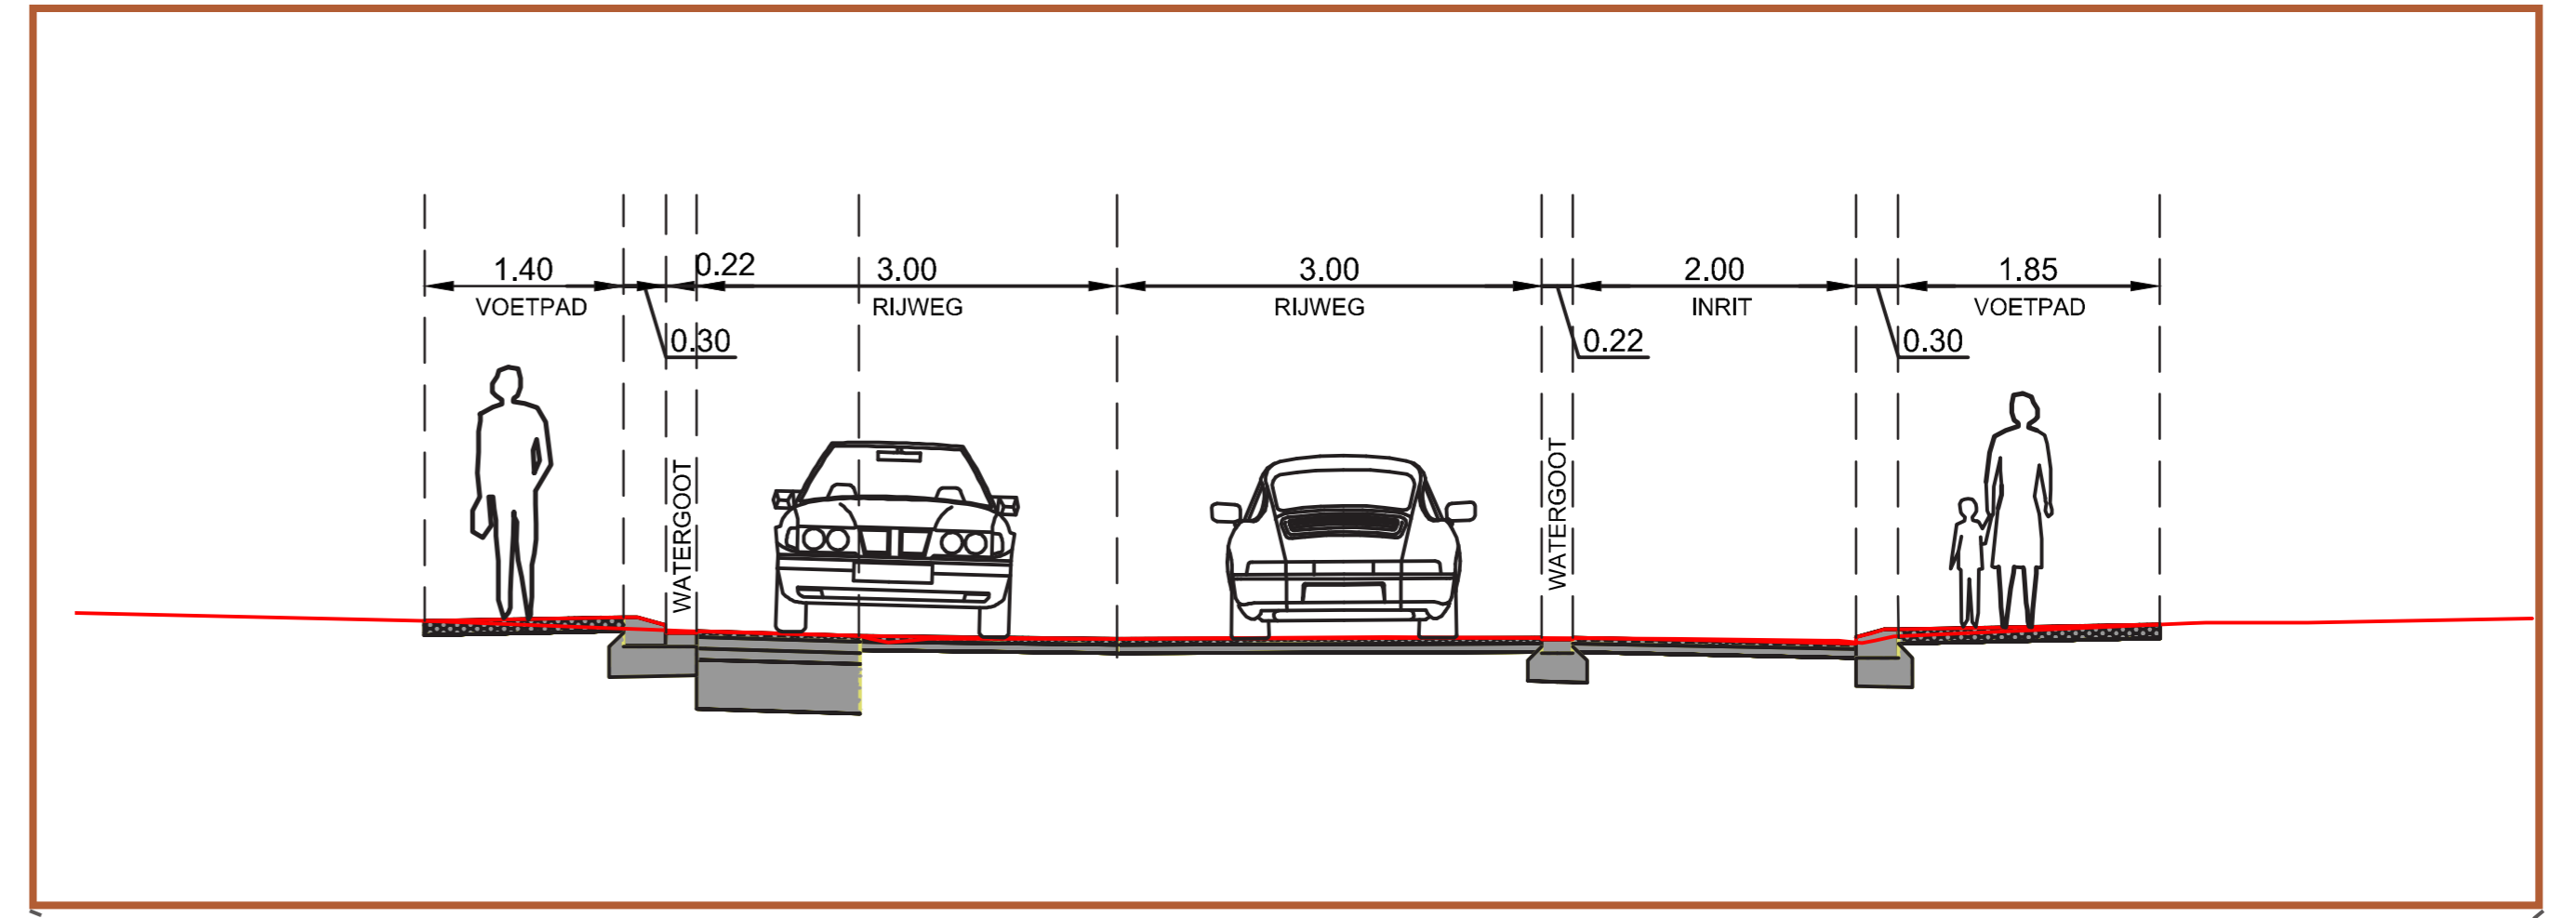 1.40
0.22
3.00
3.00
2.00
1.85
VOETPAD
RIJWEG
RIJWEG
INRIT
VOETPAD
0.30
0.22
0.30
WATERGOOT
WATERGOOT